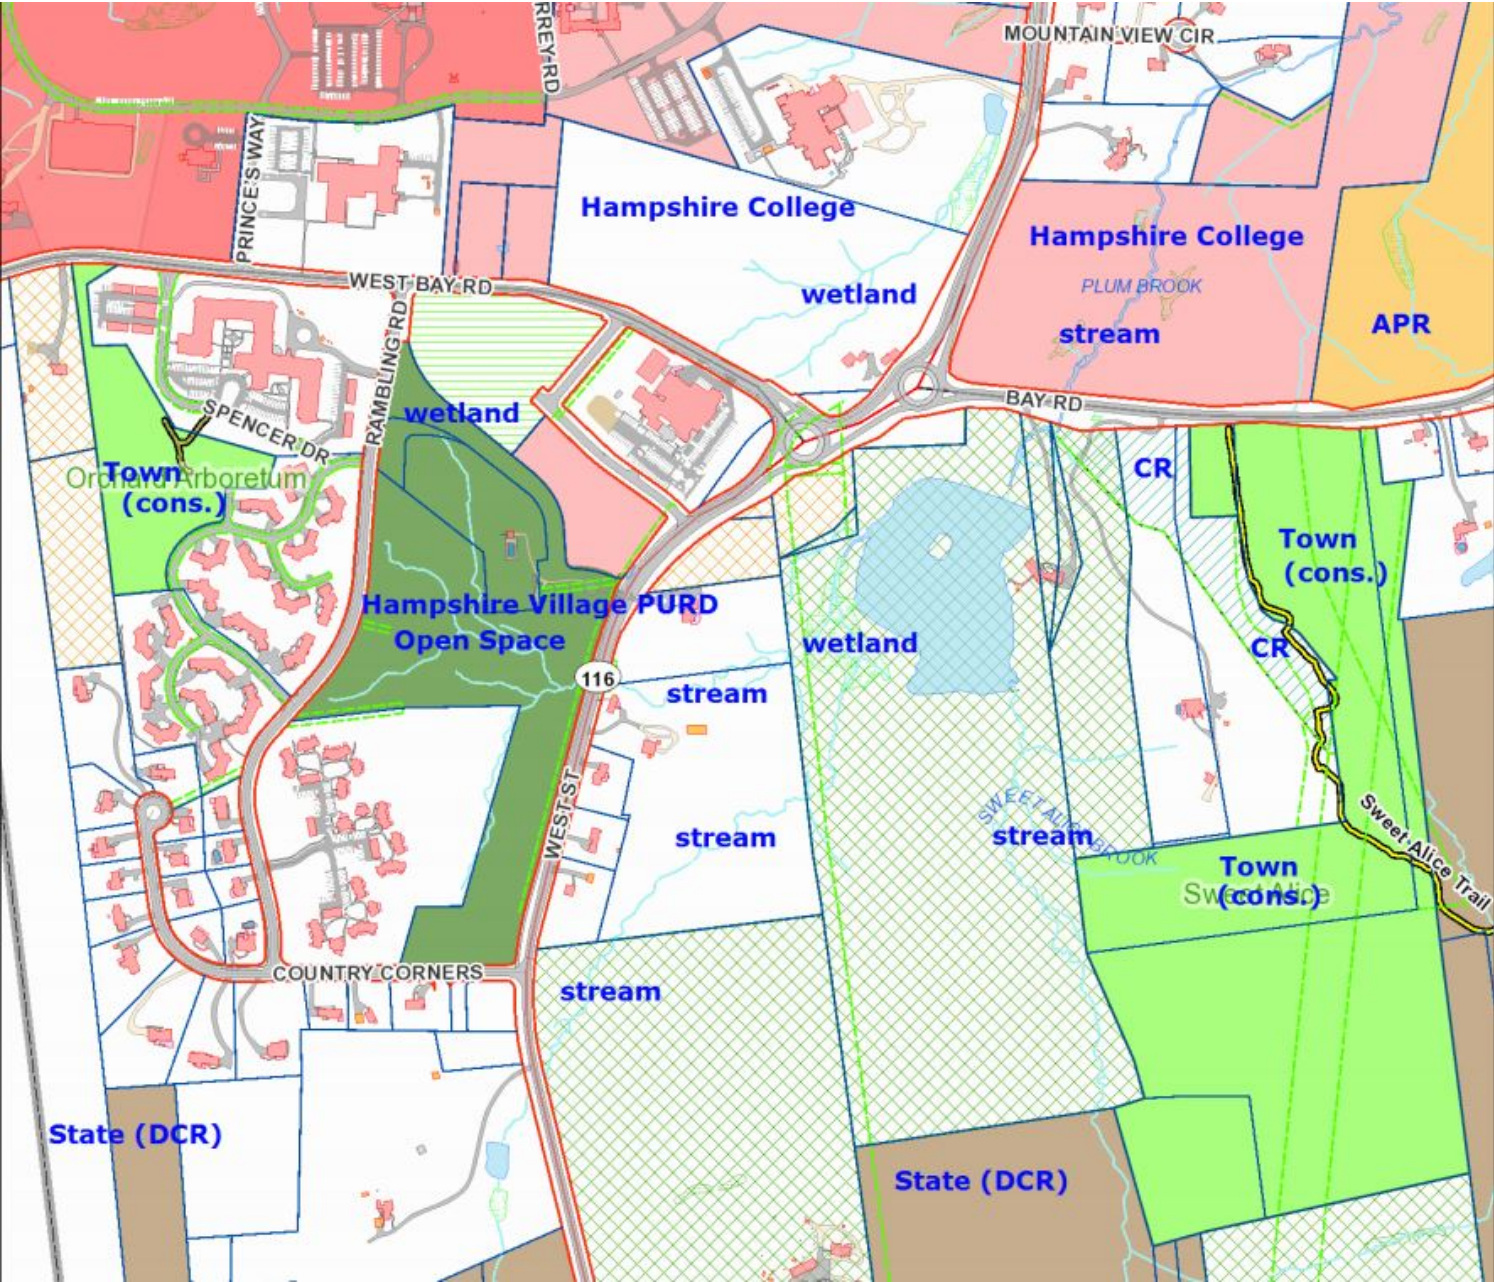 RREY RD
MOUNTAIN VIEW CIR
PRINCE'S WAY
Hampshire College
Hampshire College
WEST BAY RD
wetland
PLUM BROOK
stream
APR
RAMBLING RD
BAY RD
wetland
SPENCER DR
Orchard Arboretum
Town
(cons.)
CR
Town
(cons.)
Hampshire Village PURD
Open Space
wetland
CR
116
stream
WEST ST
stream
SWEET ALICE BROOK
stream
Sweet Alice Trail
Town
(cons.)
Sweet Alice
COUNTRY CORNERS
stream
State (DCR)
State (DCR)